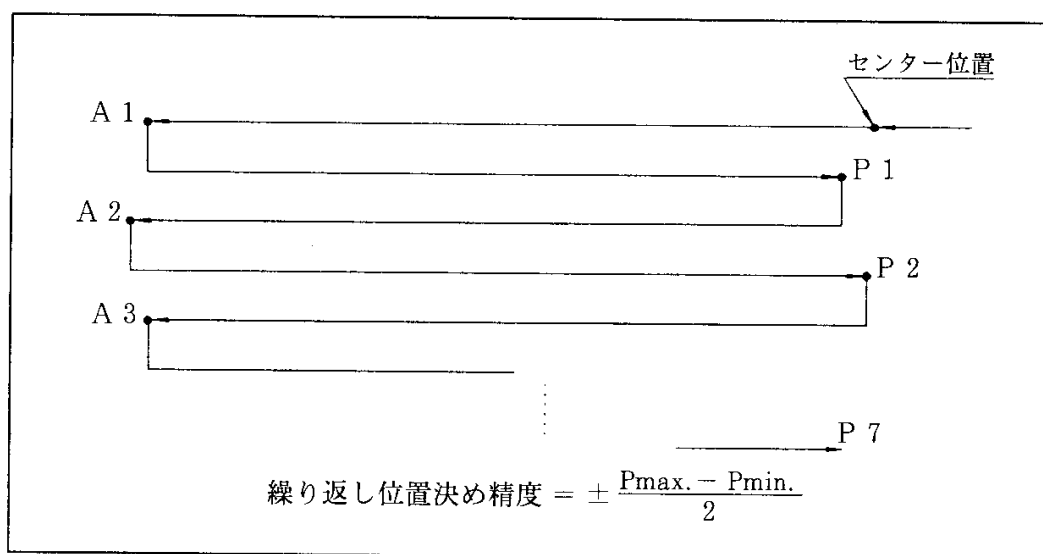 センター位置
A 1
P 1
A 2
P 2
A 3
P 7
繰り返し位置決め精度 = ± Pmax. − Pmin. / 2